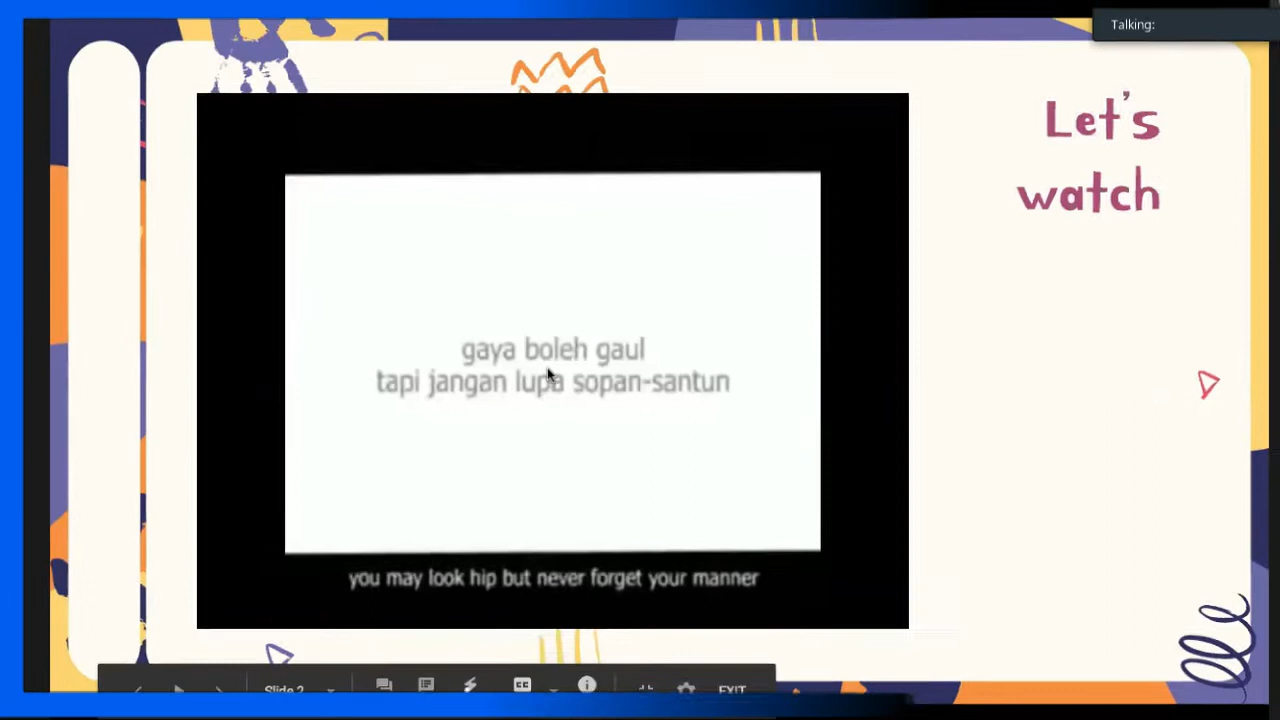 Talking:
Let's
watch
gaya boleh gaul
tapi jangan lupa sopan-santun
you may look hip but never forget your manner
Slide 2
CC
EXIT